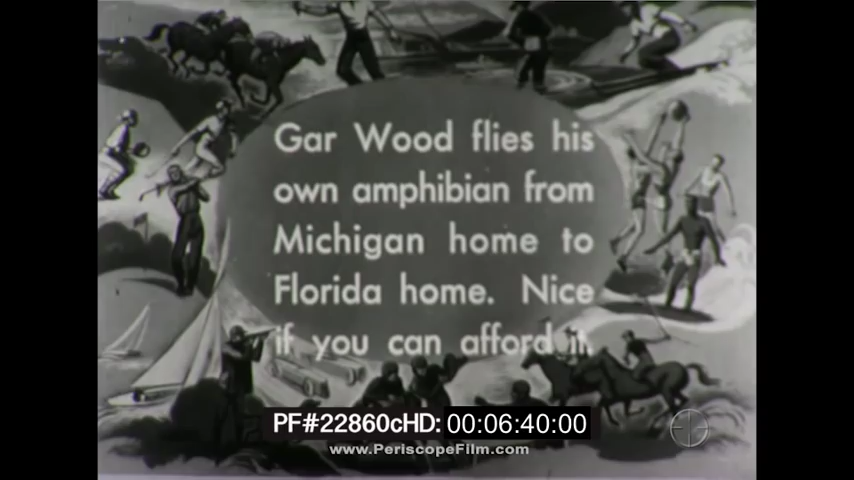 Gar Wood flies his
own amphibian from
Michigan home to
Florida home. Nice
if you can afford it.
PF#22860cHD: 00:06:40:00
www.PeriscopeFilm.com